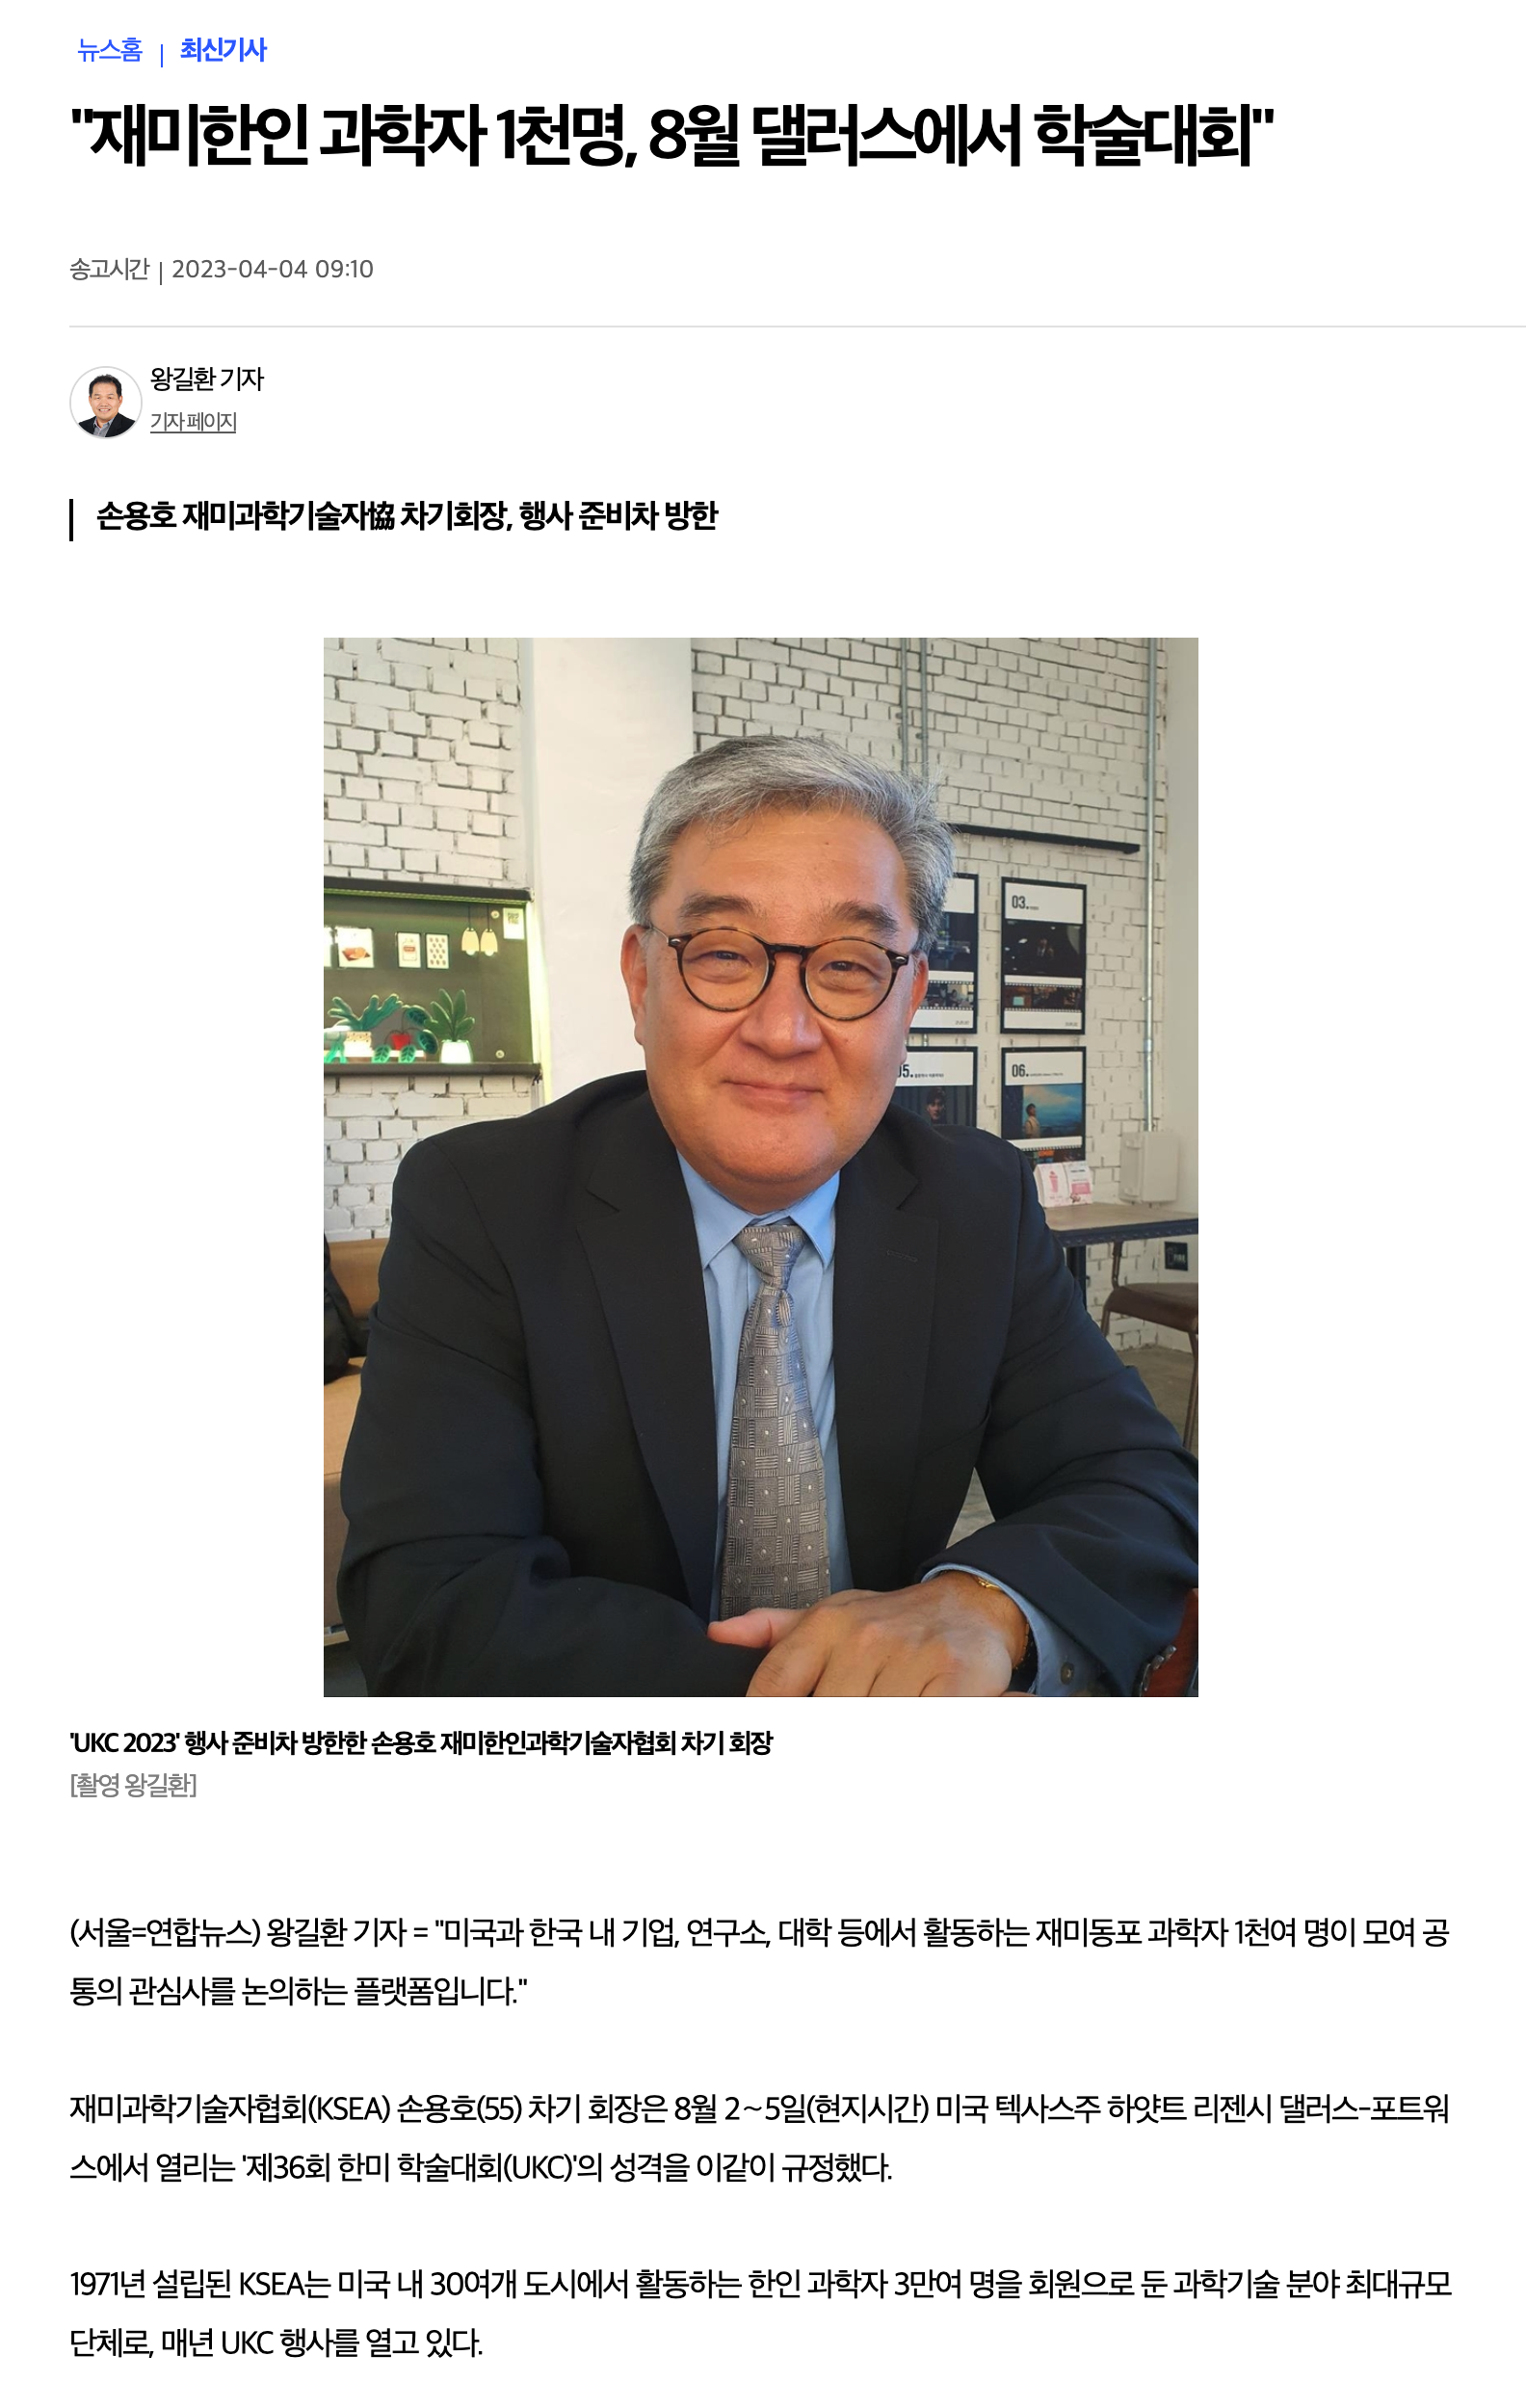 뉴스홈 | 최신기사
"재미한인 과학자 1천명, 8월 댈러스에서 학술대회"
송고시간 | 2023-04-04 09:10
왕길환 기자
기자 페이지
손용호 재미과학기술자協 차기회장, 행사 준비차 방한
03.
05.
06.
'UKC 2023' 행사 준비차 방한한 손용호 재미한인과학기술자협회 차기 회장
[촬영 왕길환]
(서울=연합뉴스) 왕길환 기자 = "미국과 한국 내 기업, 연구소, 대학 등에서 활동하는 재미동포 과학자 1천여 명이 모여 공
통의 관심사를 논의하는 플랫폼입니다."
재미과학기술자협회(KSEA) 손용호(55) 차기 회장은 8월 2∼5일(현지시간) 미국 텍사스주 하얏트 리젠시 댈러스-포트워
스에서 열리는 '제36회 한미 학술대회(UKC)'의 성격을 이같이 규정했다.
1971년 설립된 KSEA는 미국 내 30여개 도시에서 활동하는 한인 과학자 3만여 명을 회원으로 둔 과학기술 분야 최대규모
단체로, 매년 UKC 행사를 열고 있다.